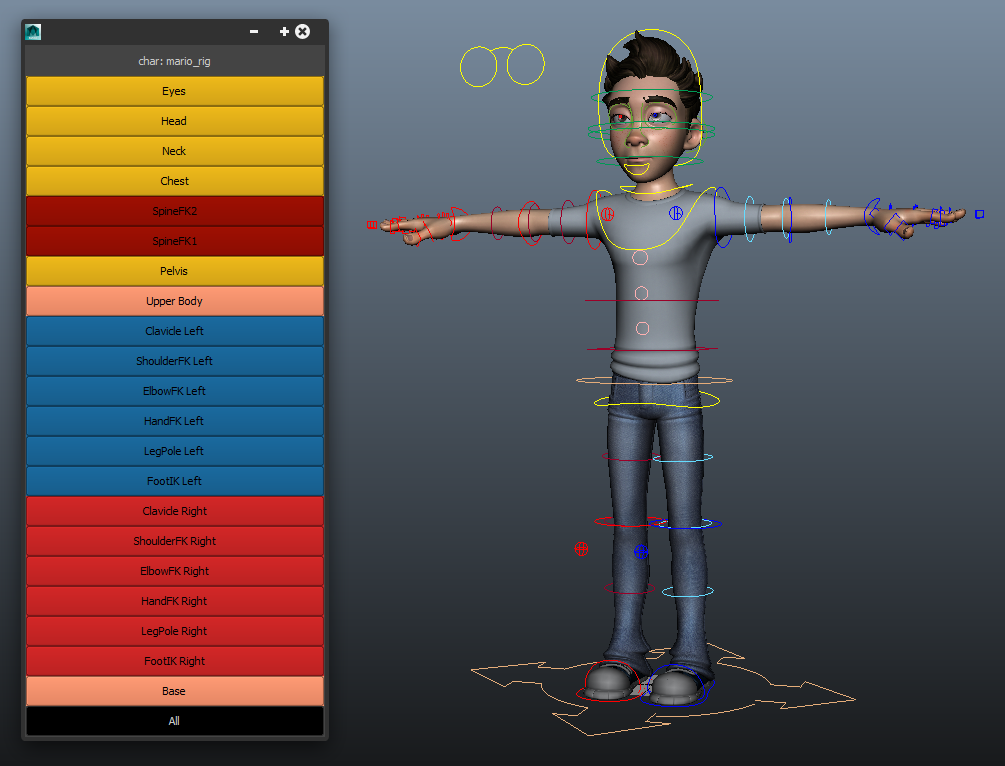 char: mario_rig
Eyes
Head
Neck
Chest
SpineFK2
SpineFK1
Pelvis
Upper Body
Clavicle Left
ShoulderFK Left
ElbowFK Left
HandFK Left
LegPole Left
FootIK Left
Clavicle Right
ShoulderFK Right
ElbowFK Right
HandFK Right
LegPole Right
FootIK Right
Base
All